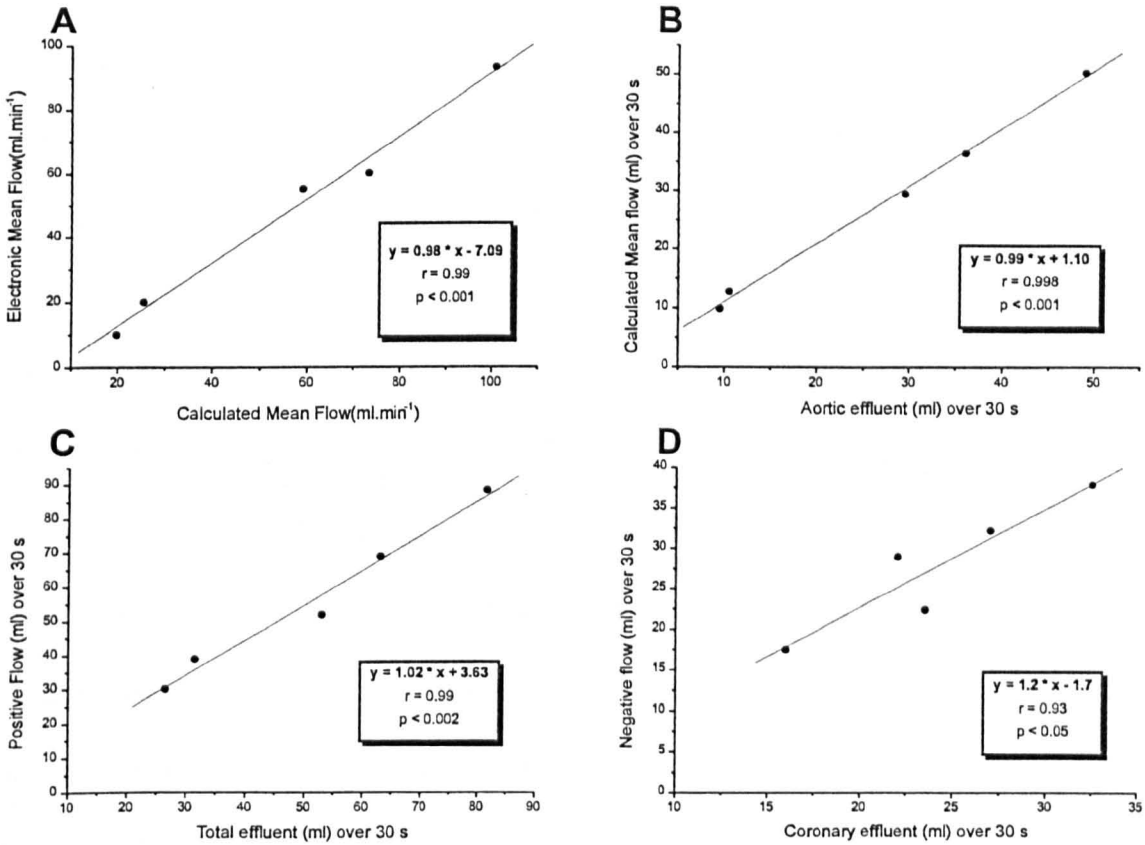 A
Electronic Mean Flow(ml.min⁻¹)
100
80
60
40
20
0
y = 0.98 * x - 7.09
r = 0.99
p < 0.001
20 40 60 80 100
Calculated Mean Flow(ml.min⁻¹)
B
Calculated Mean flow (ml) over 30 s
50
40
30
20
10
0
y = 0.99 * x + 1.10
r = 0.998
p < 0.001
10 20 30 40 50
Aortic effluent (ml) over 30 s
C
Positive Flow (ml) over 30 s
90
80
70
60
50
40
30
20
10
0
y = 1.02 * x + 3.63
r = 0.99
p < 0.002
10 20 30 40 50 60 70 80 90
Total effluent (ml) over 30 s
D
Negative flow (ml) over 30 s
40
35
30
25
20
15
10
5
0
y = 1.2 * x - 1.7
r = 0.93
p < 0.05
10 15 20 25 30 35
Coronary effluent (ml) over 30 s